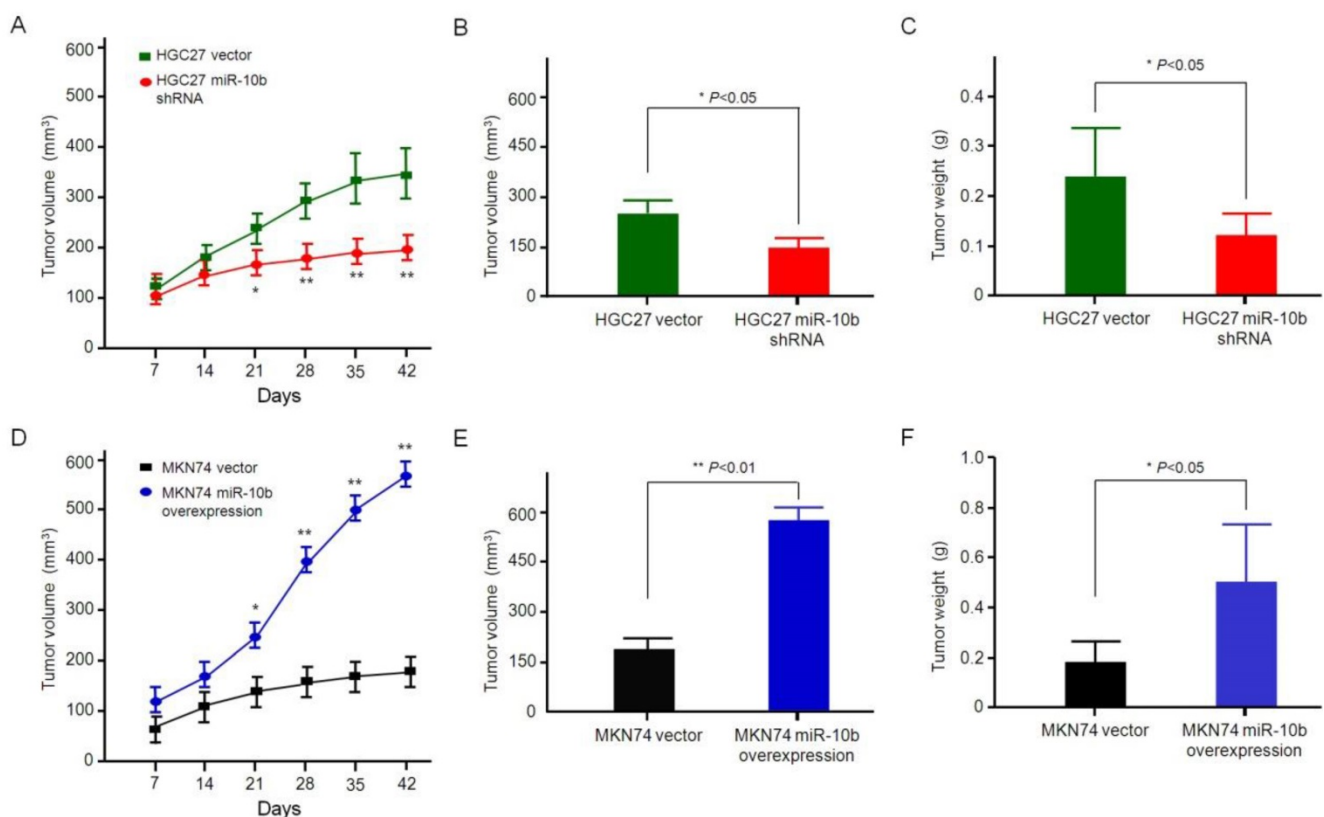 A
Tumor volume (mm³)
600
500
400
300
200
100
0
HGC27 vector
HGC27 miR-10b
shRNA
*
**
**
**
7 14 21 28 35 42
Days
B
Tumor volume (mm³)
600
450
300
150
0
* P<0.05
HGC27 vector
HGC27 miR-10b
shRNA
C
Tumor weight (g)
0.4
0.3
0.2
0.1
0
* P<0.05
HGC27 vector
HGC27 miR-10b
shRNA
D
Tumor volume (mm³)
600
500
400
300
200
100
0
MKN74 vector
MKN74 miR-10b
overexpression
*
**
**
**
7 14 21 28 35 42
Days
E
Tumor volume (mm³)
600
450
300
150
0
** P<0.01
MKN74 vector
MKN74 miR-10b
overexpression
F
Tumor weight (g)
1.0
0.8
0.6
0.4
0.2
0
* P<0.05
MKN74 vector
MKN74 miR-10b
overexpression